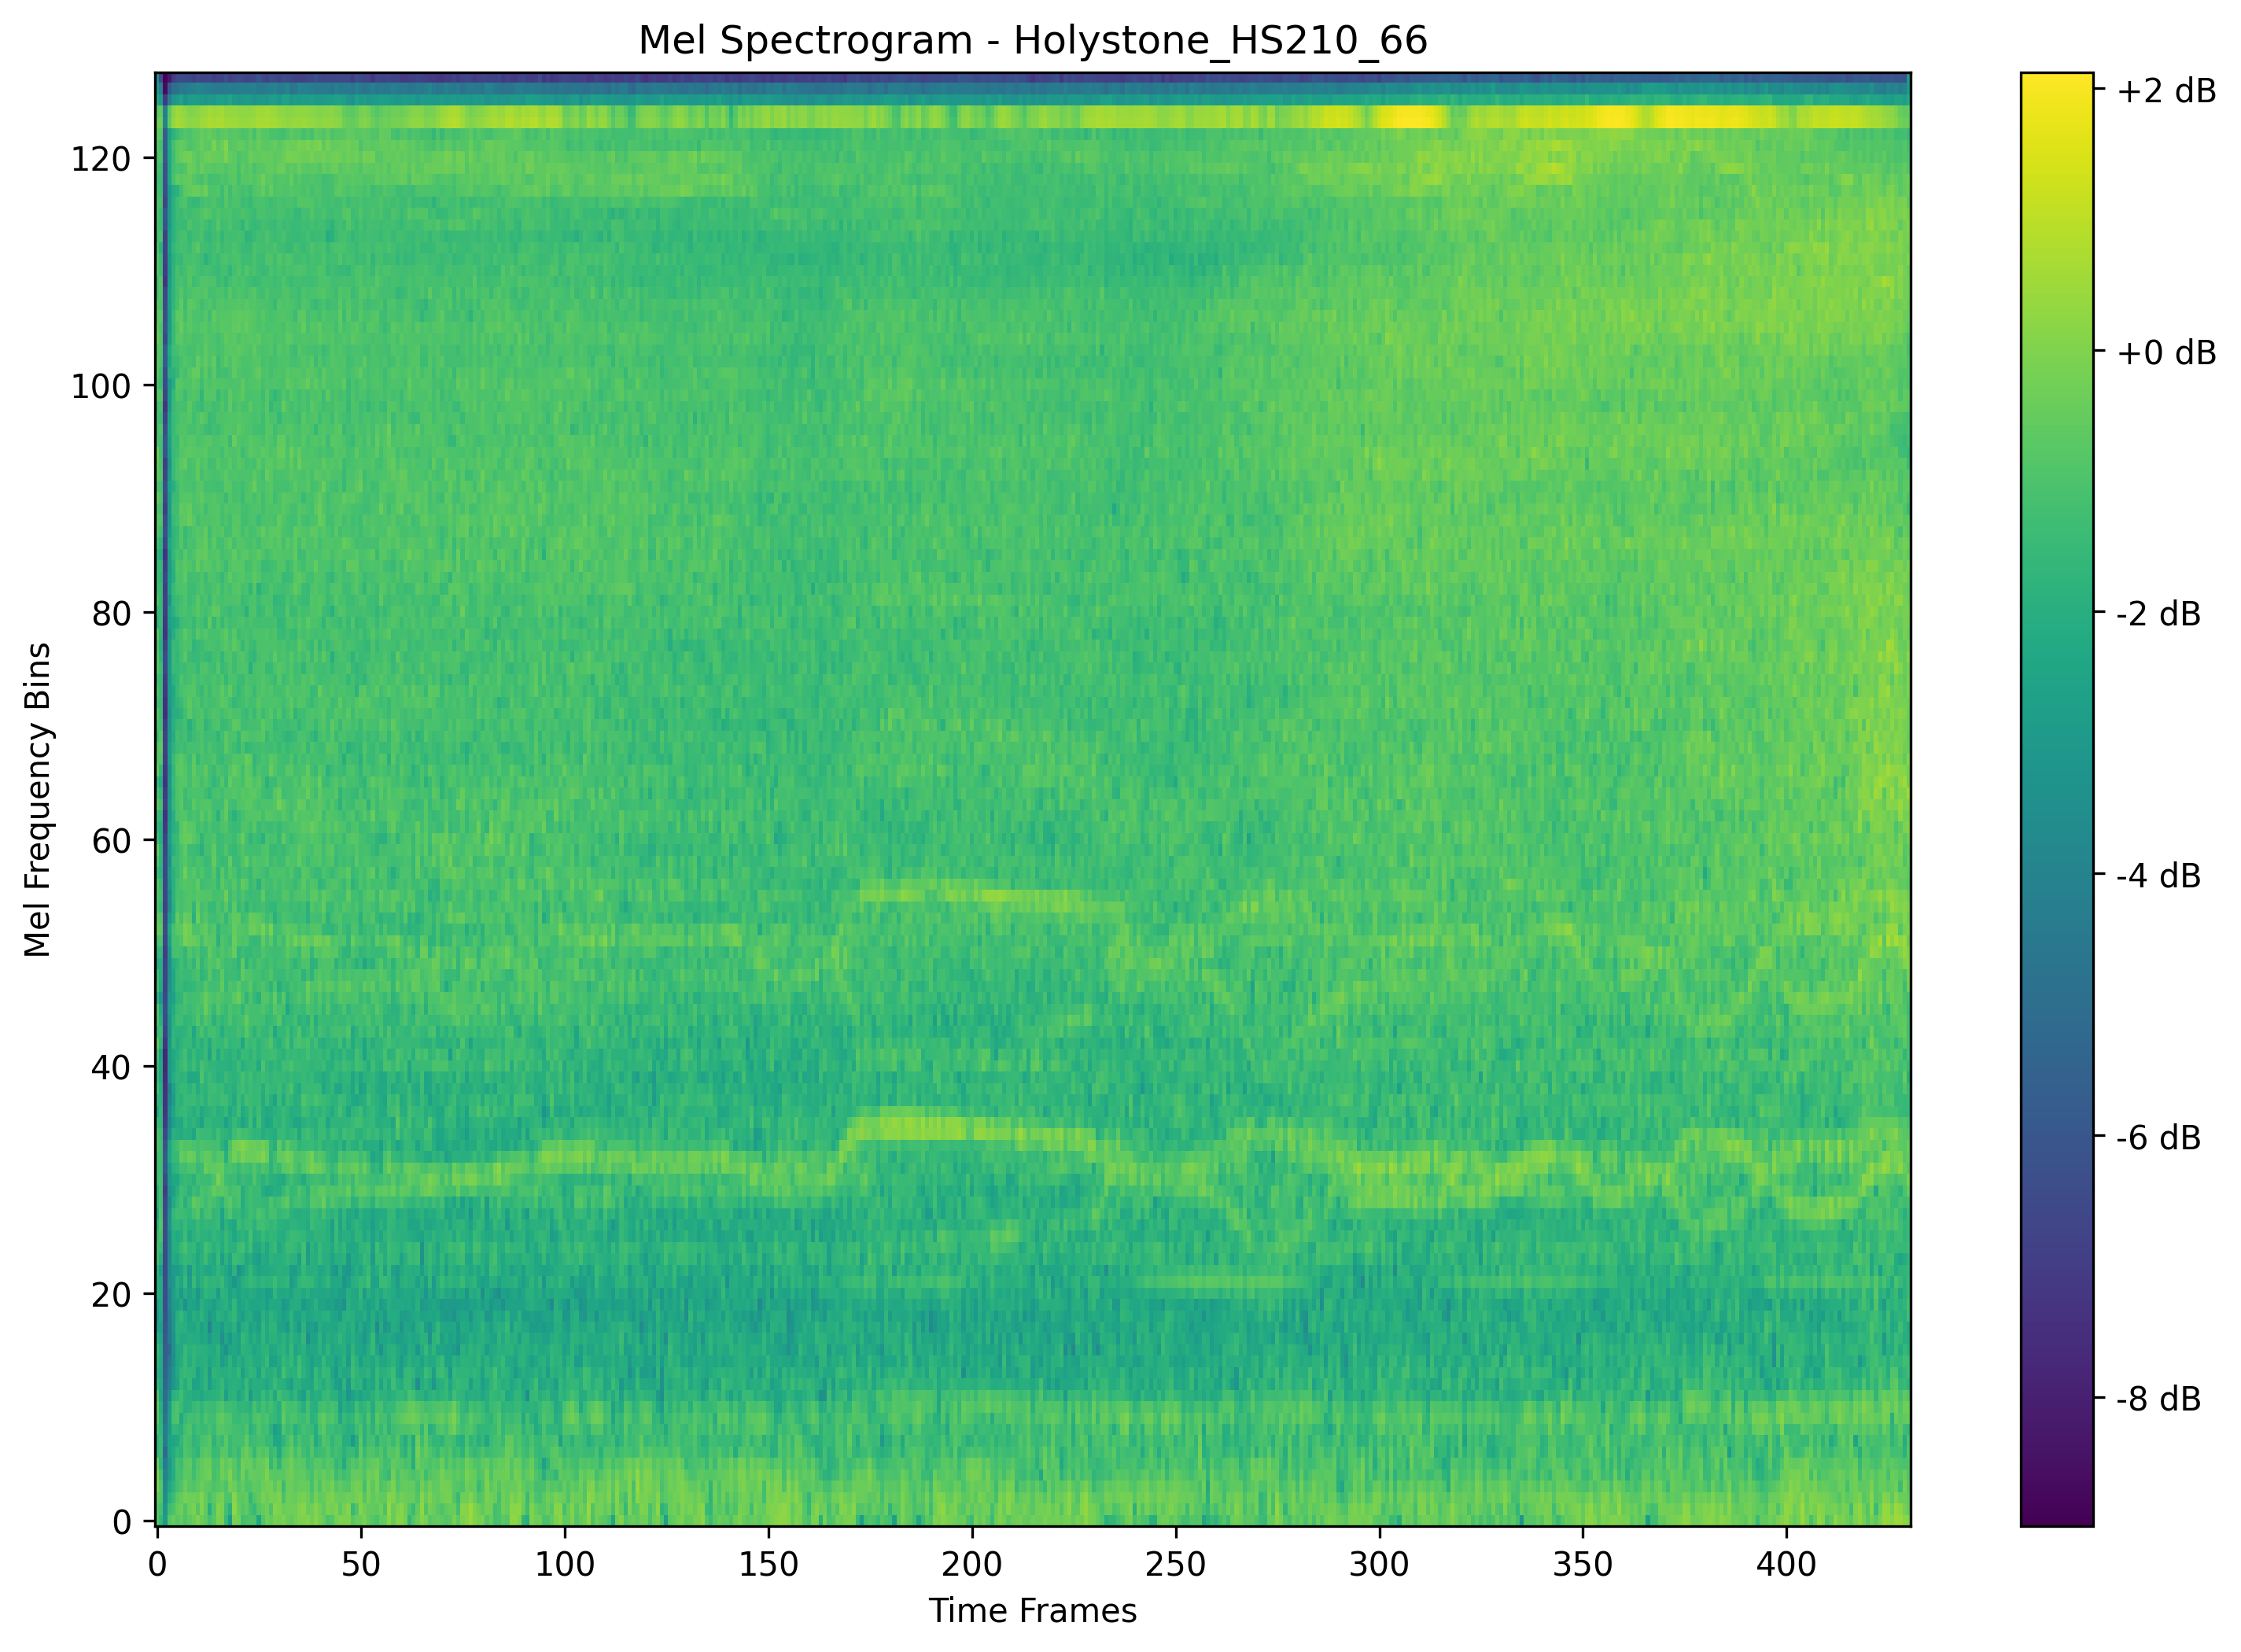 Mel Spectrogram - Holystone_HS210_66
+2 dB
120
+0 dB
100
80
-2 dB
Mel Frequency Bins
60
-4 dB
40
-6 dB
20
-8 dB
0
0 50 100 150 200 250 300 350 400
Time Frames